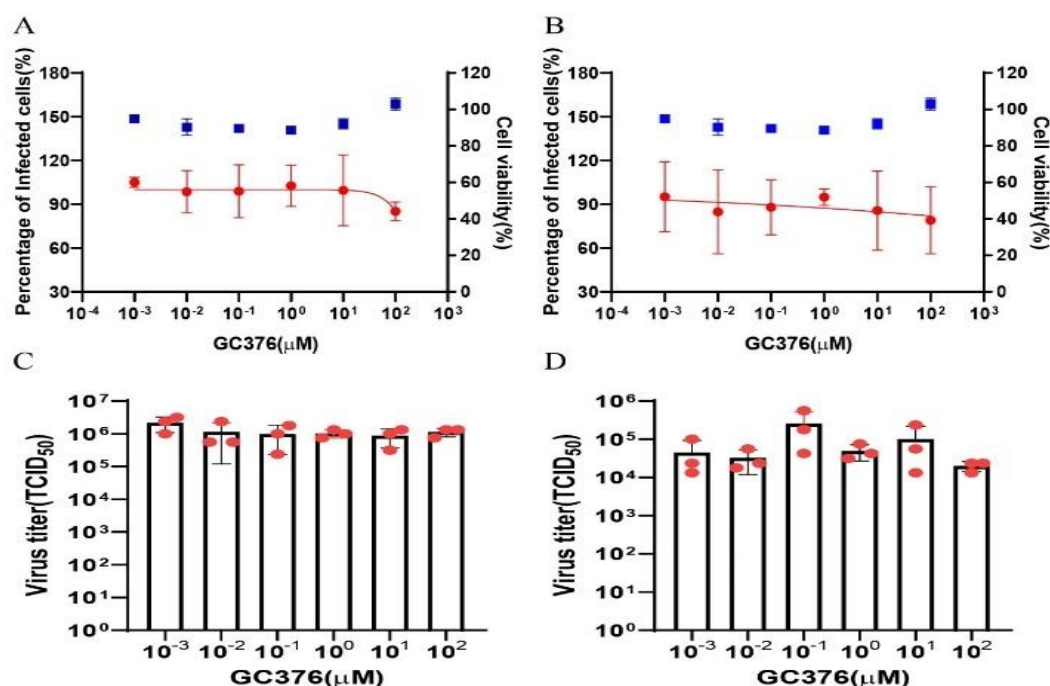 A
B
180
150
120
90
60
30
Percentage of Infected cells(%)
120
100
80
60
40
20
0
Cell viability(%)
10⁻⁴ 10⁻³ 10⁻² 10⁻¹ 10⁰ 10¹ 10² 10³
GC376(μM)
180
150
120
90
60
30
Percentage of Infected cells(%)
120
100
80
60
40
20
0
Cell viability(%)
10⁻⁴ 10⁻³ 10⁻² 10⁻¹ 10⁰ 10¹ 10² 10³
GC376(μM)
C
D
10⁷
10⁶
10⁵
10⁴
10³
10²
10¹
10⁰
Virus titer(TCID₅₀)
10⁻³ 10⁻² 10⁻¹ 10⁰ 10¹ 10²
GC376(μM)
10⁶
10⁵
10⁴
10³
10²
10¹
10⁰
Virus titer(TCID₅₀)
10⁻³ 10⁻² 10⁻¹ 10⁰ 10¹ 10²
GC376(μM)